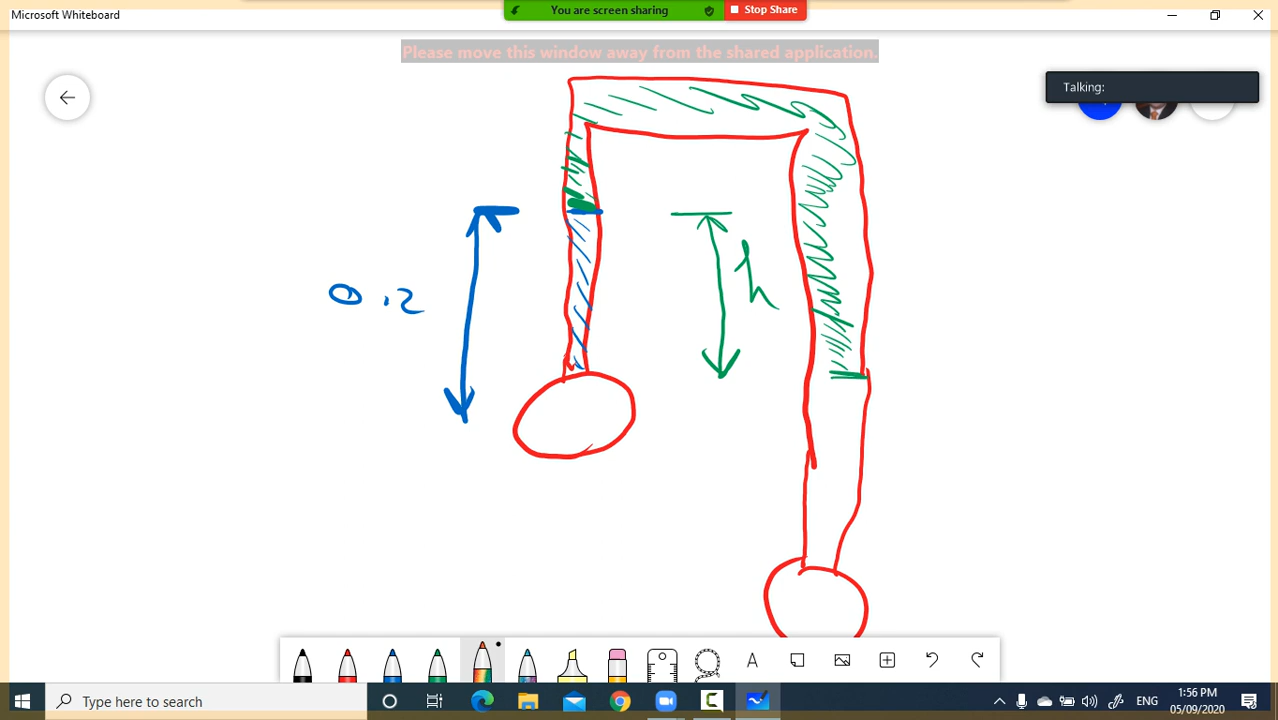 Microsoft Whiteboard
You are screen sharing
Stop Share
Please move this window away from the shared application.
Talking:
0.2
h
A
Type here to search
ENG
1:56 PM
05/09/2020